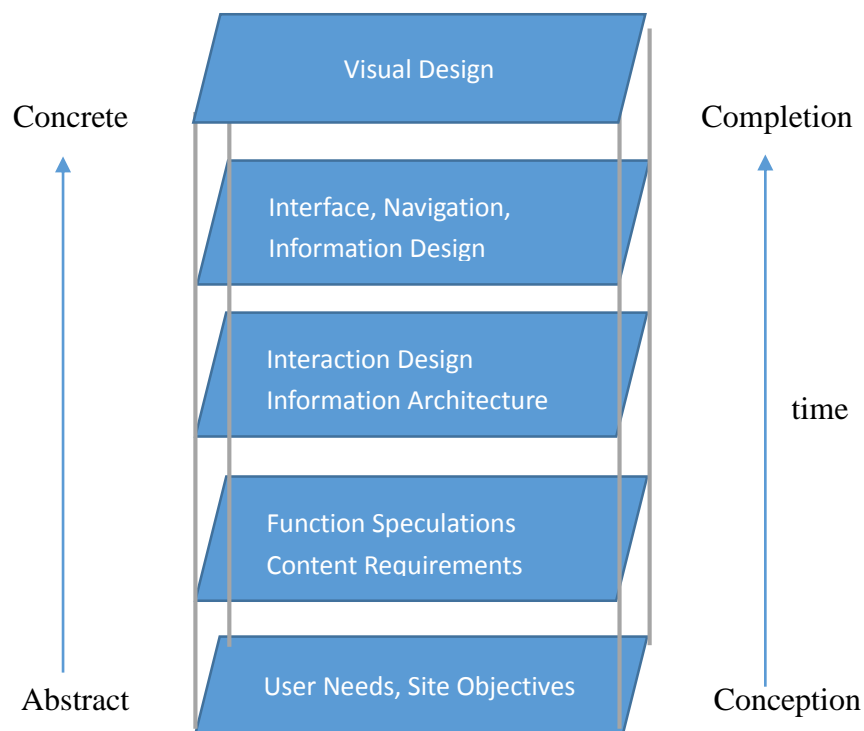 Visual Design
Concrete
Completion
Interface, Navigation,
Information Design
Interaction Design
Information Architecture
time
Function Speculations
Content Requirements
User Needs, Site Objectives
Abstract
Conception